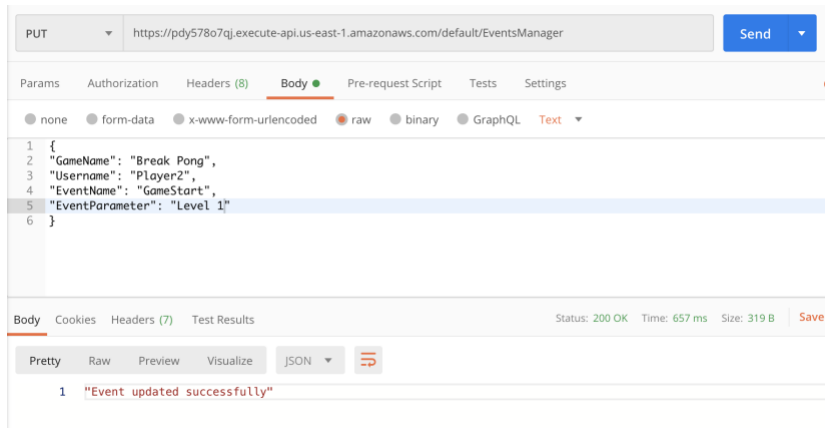 PUT https://pdy578o7qj.execute-api.us-east-1.amazonaws.com/default/EventsManager Send
Params Authorization Headers (8) Body Pre-request Script Tests Settings
none form-data x-www-form-urlencoded raw binary GraphQL Text
1 {
2 "GameName": "Break Pong",
3 "Username": "Player2",
4 "EventName": "GameStart",
5 "EventParameter": "Level 1"
6 }
Body Cookies Headers (7) Test Results Status: 200 OK Time: 657 ms Size: 319 B Save
Pretty Raw Preview Visualize JSON
1 "Event updated successfully"